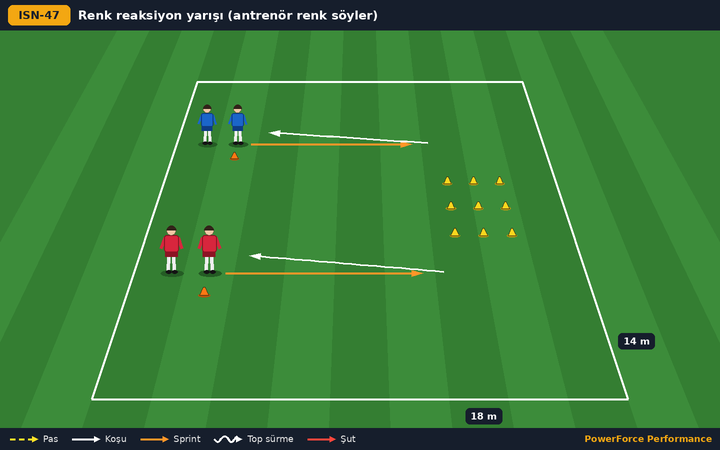 ISN-47 Renk reaksiyon yarışı (antrenör renk söyler)
14 m
18 m
Pas Koşu Sprint Top sürme Şut PowerForce Performance